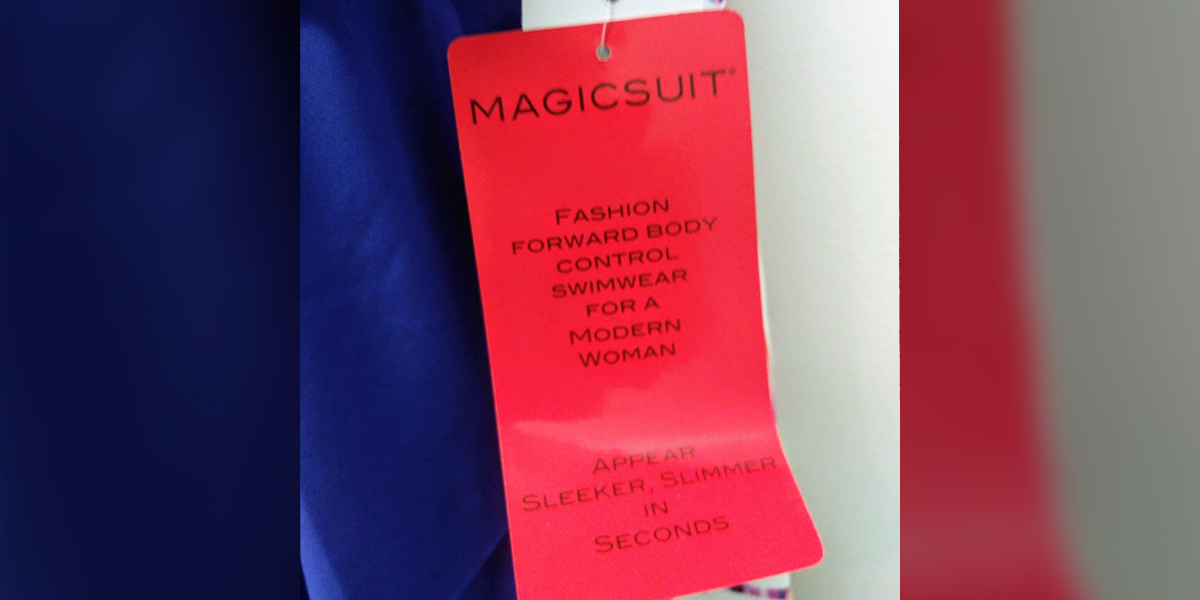 MAGICSUIT®
FASHION
FORWARD BODY
CONTROL
SWIMWEAR
FOR A
MODERN
WOMAN
APPEAR
SLEEKER, SLIMMER
IN
SECONDS